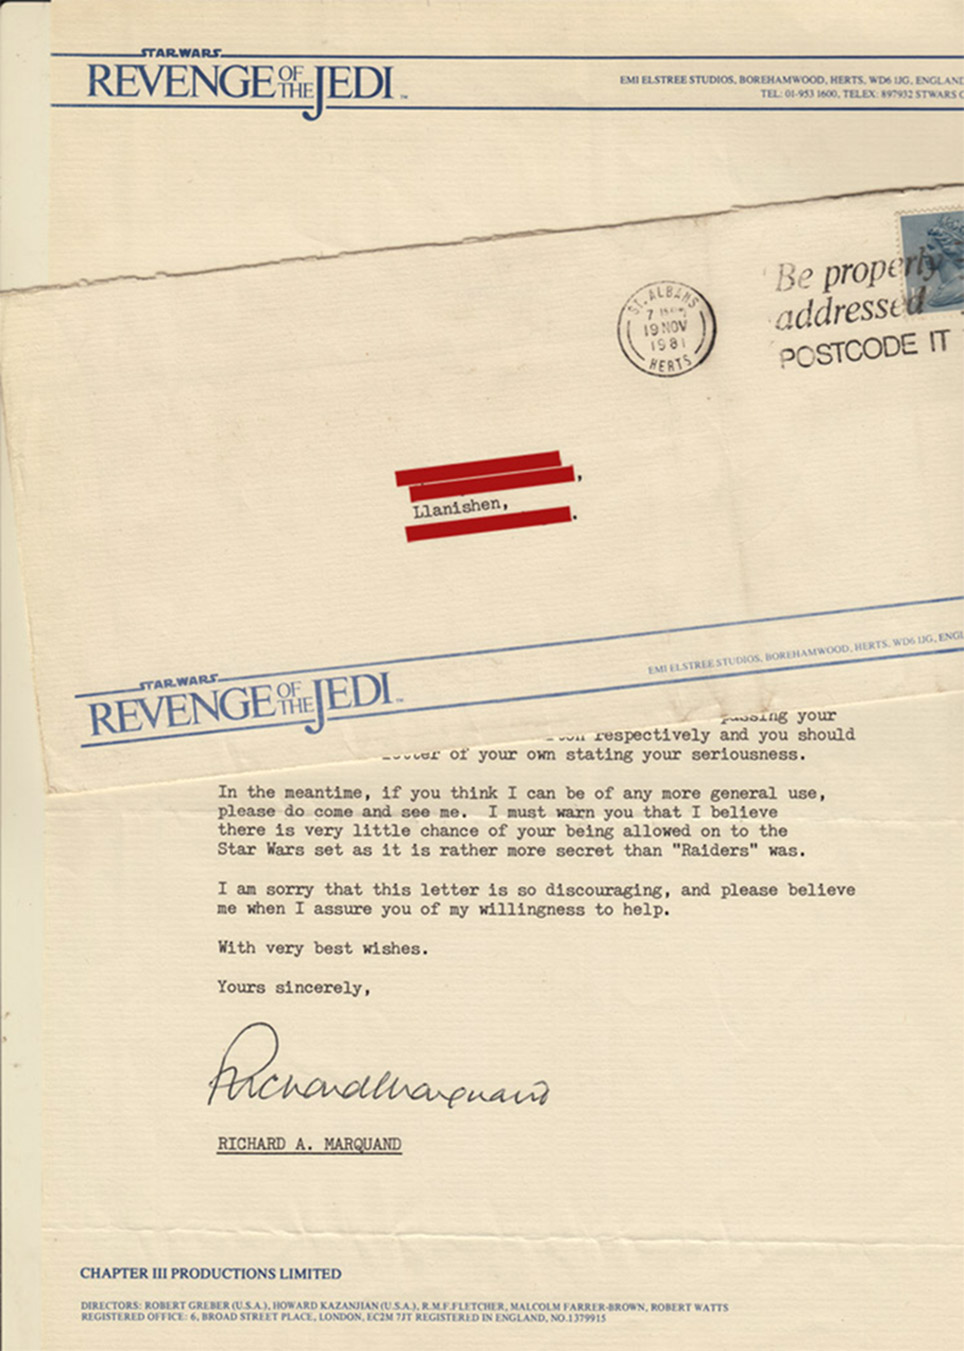 STAR WARS
REVENGE OF THE JEDI ™
EMI ELSTREE STUDIOS, BOREHAMWOOD, HERTS, WD6 1JG, ENGLAND
TEL: 01-953 1600, TELEX: 897932 STWARS
ST. ALBANS
19 NOV
1981
HERTS
Be properly
addressed
POSTCODE IT
,
Llanishen,
.
STAR WARS
REVENGE OF THE JEDI ™
EMI ELSTREE STUDIOS, BOREHAMWOOD, HERTS, WD6 1JG, ENGL
passing your
respectively and you should
letter of your own stating your seriousness.
In the meantime, if you think I can be of any more general use,
please do come and see me. I must warn you that I believe
there is very little chance of your being allowed on to the
Star Wars set as it is rather more secret than "Raiders" was.
I am sorry that this letter is so discouraging, and please believe
me when I assure you of my willingness to help.
With very best wishes.
Yours sincerely,
Richard Marquand
RICHARD A. MARQUAND
CHAPTER III PRODUCTIONS LIMITED
DIRECTORS: ROBERT GREBER (U.S.A.), HOWARD KAZANJIAN (U.S.A.), R.M.F.FLETCHER, MALCOLM FARRER-BROWN, ROBERT WATTS
REGISTERED OFFICE: 6, BROAD STREET PLACE, LONDON, EC2M 7JT REGISTERED IN ENGLAND, NO.1379915